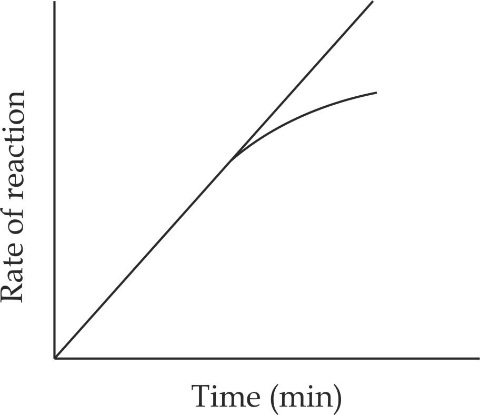 Rate of reaction
Time (min)